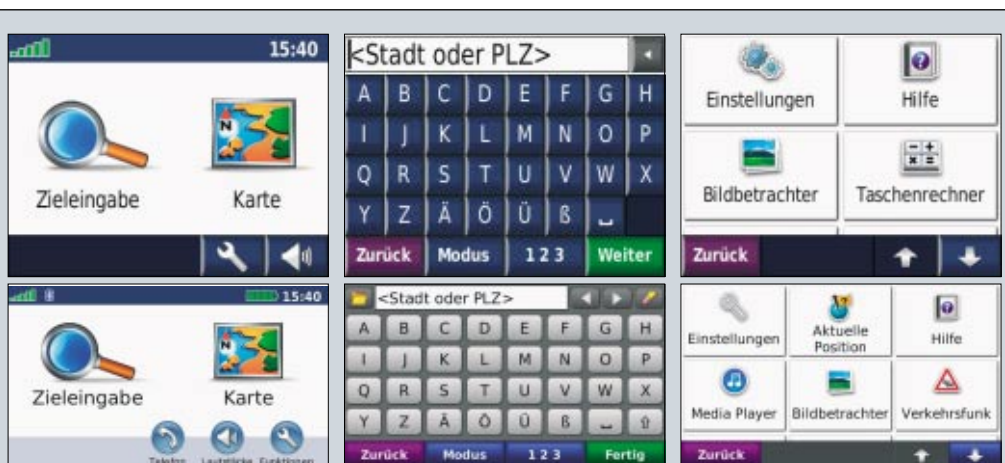 15:40
Zieleingabe Karte
<Stadt oder PLZ>
A B C D E F G H
I J K L M N O P
Q R S T U V W X
Y Z Ä Ö Ü ß
Zurück Modus 1 2 3 Weiter
Einstellungen Hilfe
Bildbetrachter Taschenrechner
Zurück
15:40
Zieleingabe Karte
Telefon Lautstärke Funktionen
<Stadt oder PLZ>
A B C D E F G H
I J K L M N O P
Q R S T U V W X
Y Z Ä Ö Ü ß
Zurück Modus 1 2 3 Fertig
Einstellungen Aktuelle Position Hilfe
Media Player Bildbetrachter Verkehrsfunk
Zurück